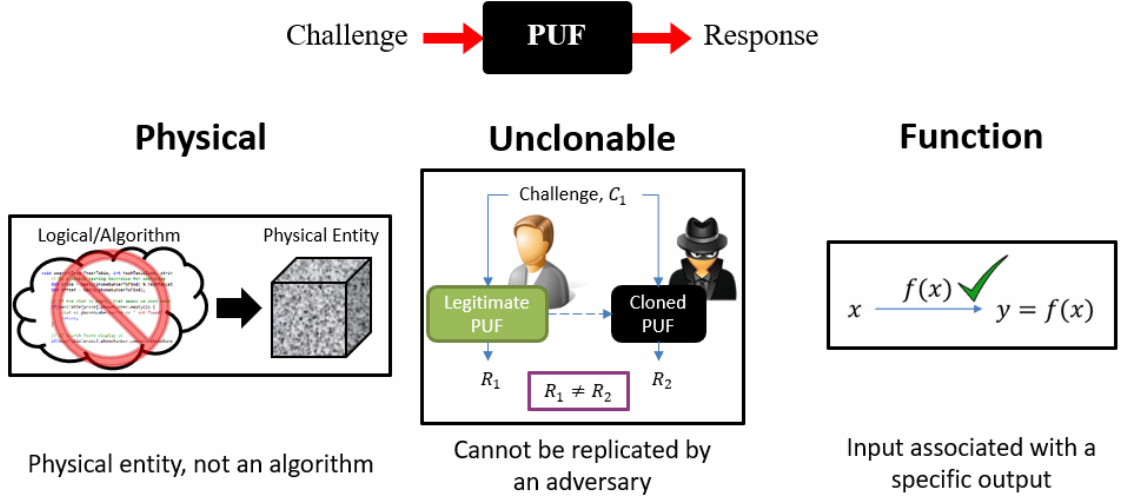 Challenge
PUF
Response
Physical
Unclonable
Function
Logical/Algorithm
Physical Entity
Challenge, C₁
Legitimate
PUF
Cloned
PUF
R₁
R₂
R₁ ≠ R₂
x
f(x)
y = f(x)
Physical entity, not an algorithm
Cannot be replicated by
an adversary
Input associated with a
specific output